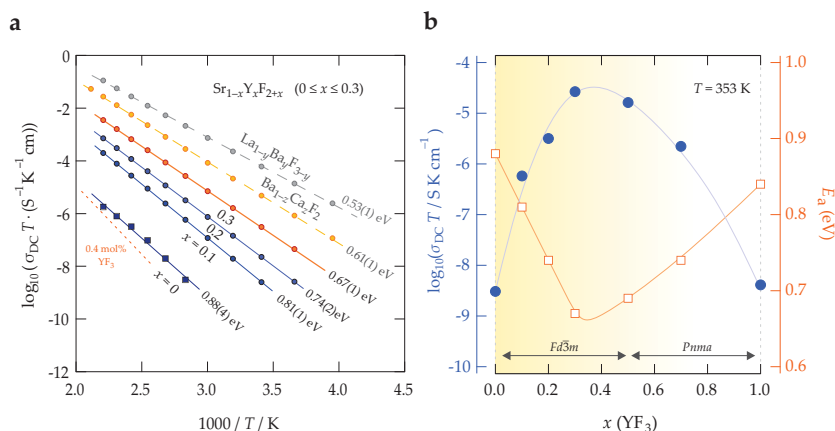 a
0
-2
-4
-6
-8
-10
-12
2.0 2.5 3.0 3.5 4.0 4.5
log10(σDC T · (S⁻¹K⁻¹ cm))
1000 / T / K
Sr1−xYxF2+x (0 ≤ x ≤ 0.3)
La1−yBayF3−y
Ba1−zCazF2
0.3
0.2
x = 0.1
x = 0
0.4 mol%
YF3
0.53(1) eV
0.61(1) eV
0.67(1) eV
0.74(2) eV
0.81(1) eV
0.88(4) eV
b
-4
-5
-6
-7
-8
-9
-10
log10(σDC T / S K cm⁻¹)
T = 353 K
1.0
0.9
0.8
0.7
0.6
Ea (eV)
Fd3̅m
Pnma
0.0 0.2 0.4 0.6 0.8 1.0
x (YF3)